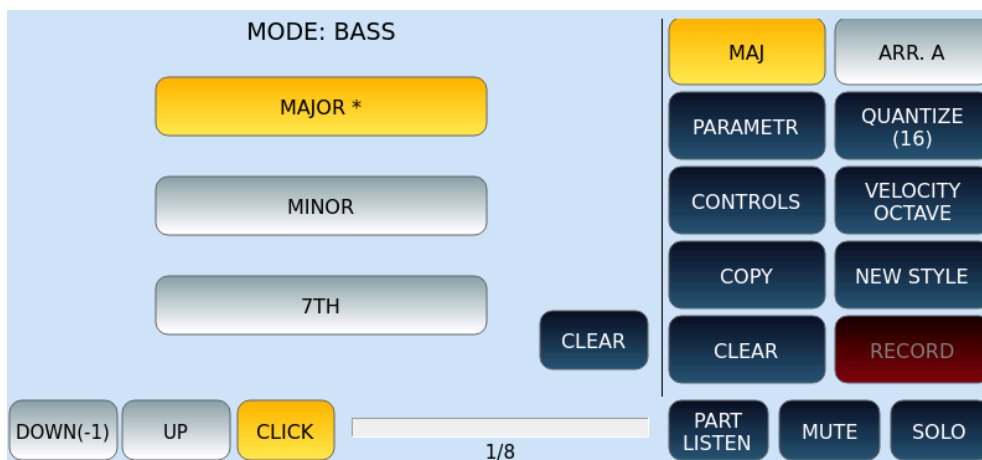 MODE: BASS
MAJOR *
MINOR
7TH
CLEAR
MAJ
ARR. A
PARAMETR
QUANTIZE
(16)
CONTROLS
VELOCITY
OCTAVE
COPY
NEW STYLE
CLEAR
RECORD
DOWN(-1)
UP
CLICK
1/8
PART
LISTEN
MUTE
SOLO